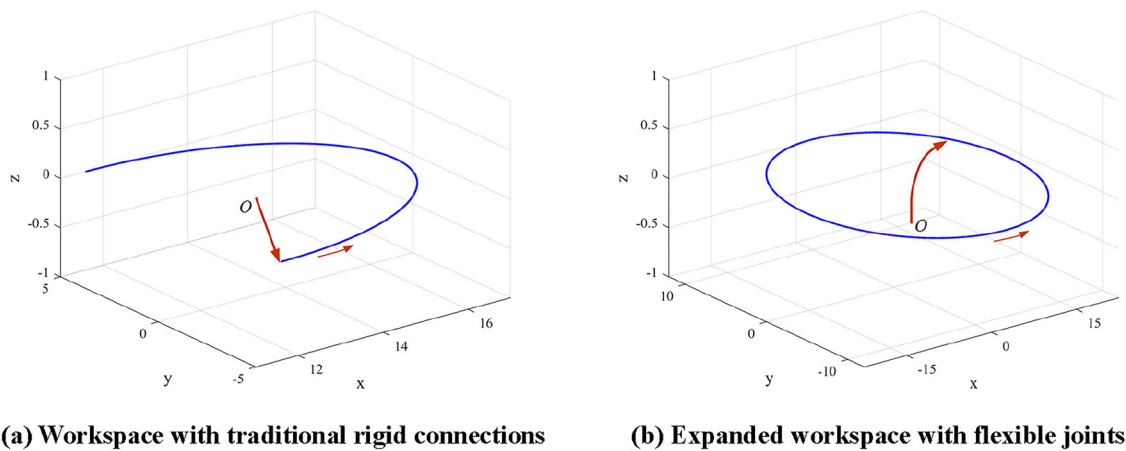 1
0.5
0
-0.5
-1
z
5
0
-5
y
12
14
16
x
O
1
0.5
0
-0.5
-1
z
10
0
-10
y
-15
0
15
x
O
(a) Workspace with traditional rigid connections
(b) Expanded workspace with flexible joints